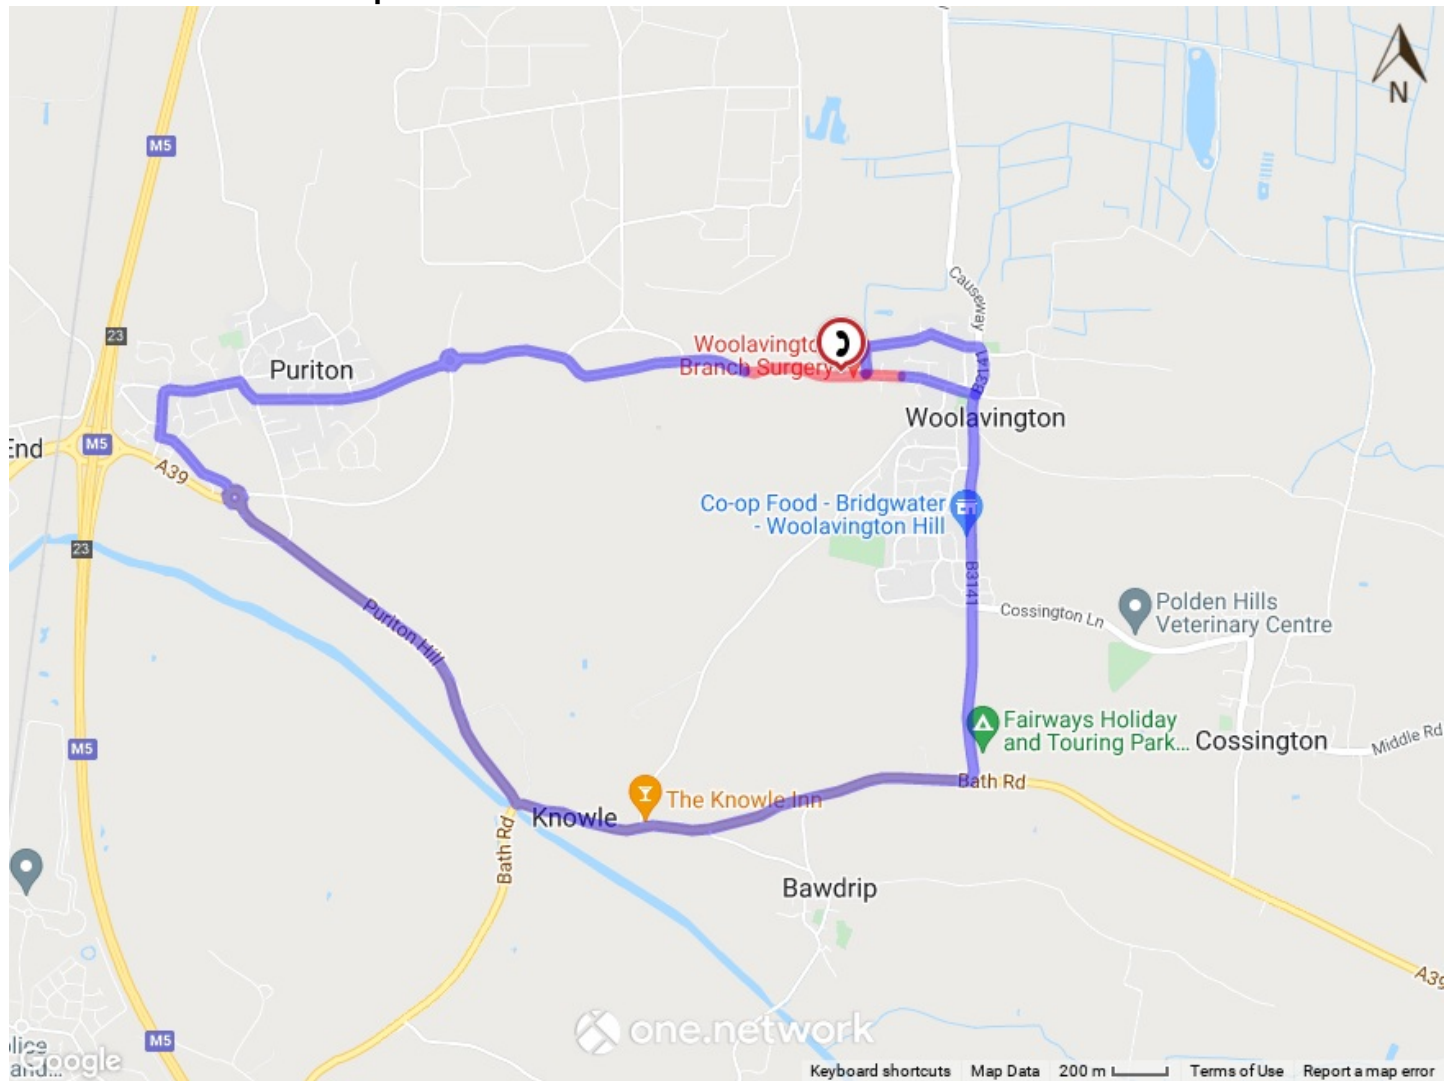 N
M5
Causeway
23
Woolavingto
Branch Surgery
Puriton
B3141
Woolavington
End
M5
A39
Co-op Food - Bridgwater
- Woolavington Hill
23
B3141
Cossington Ln
Polden Hills
Veterinary Centre
Puriton Hill
Fairways Holiday
and Touring Park...
Cossington
Middle Rd
M5
Bath Rd
The Knowle Inn
Knowle
Bath Rd
Bawdrip
A39
one.network
M5
olice
and...
Google
Keyboard shortcuts
Map Data
200 m
Terms of Use
Report a map error